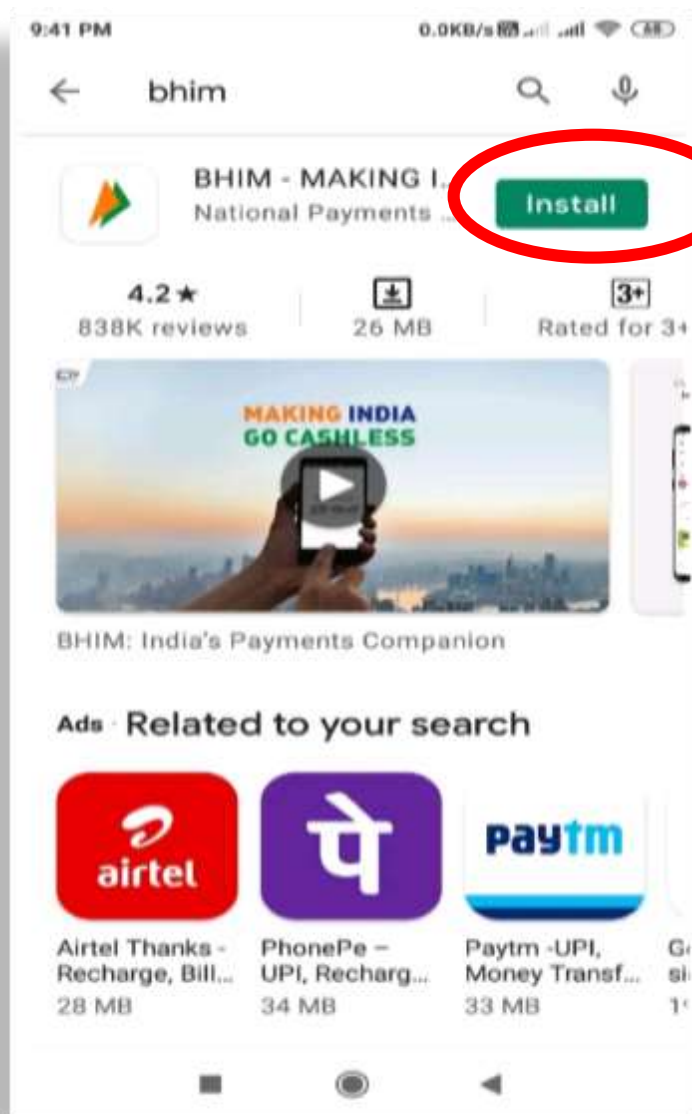 9:41 PM 0.0KB/s 68
bhim
BHIM - MAKING I...
National Payments ...
Install
4.2★
838K reviews
26 MB
3+
Rated for 3+
MAKING INDIA
GO CASHLESS
BHIM: India's Payments Companion
Ads · Related to your search
airtel
पे
paytm
Airtel Thanks -
Recharge, Bill...
28 MB
PhonePe –
UPI, Recharg...
34 MB
Paytm -UPI,
Money Transf...
33 MB